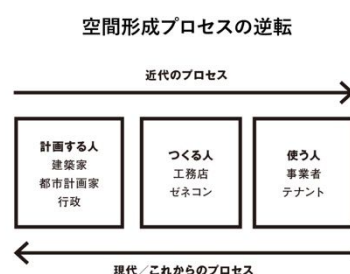 空間形成プロセスの逆転
近代のプロセス
計画する人
建築家
都市計画家
行政
つくる人
工務店
ゼネコン
使う人
事業者
テナント
現代／これからのプロセス